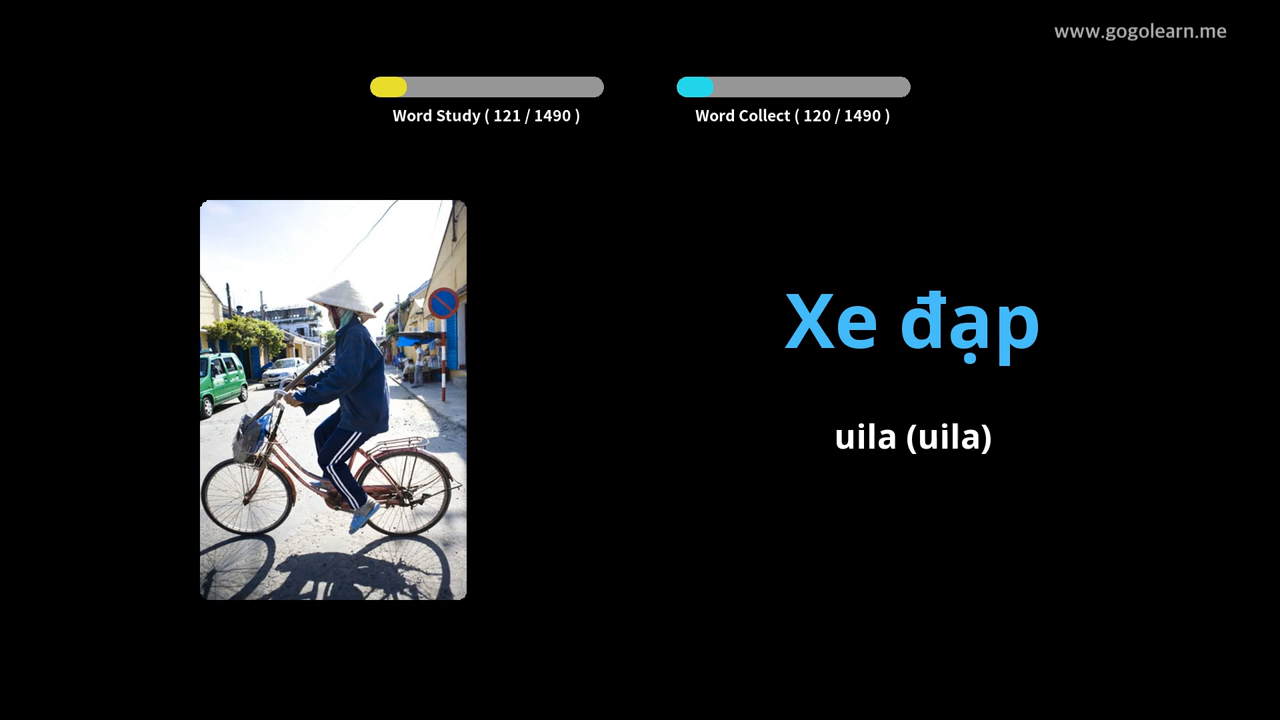 www.gogolearn.me
Word Study ( 121 / 1490 )
Word Collect ( 120 / 1490 )
Xe đạp
uila (uila)